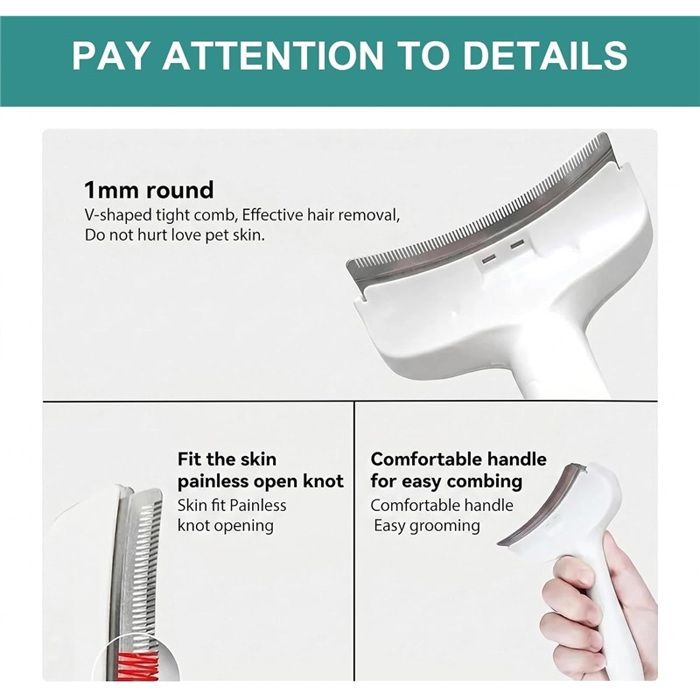 PAY ATTENTION TO DETAILS
1mm round
V-shaped tight comb, Effective hair removal,
Do not hurt love pet skin.
Fit the skin
painless open knot
Skin fit Painless
knot opening
Comfortable handle
for easy combing
Comfortable handle
Easy grooming